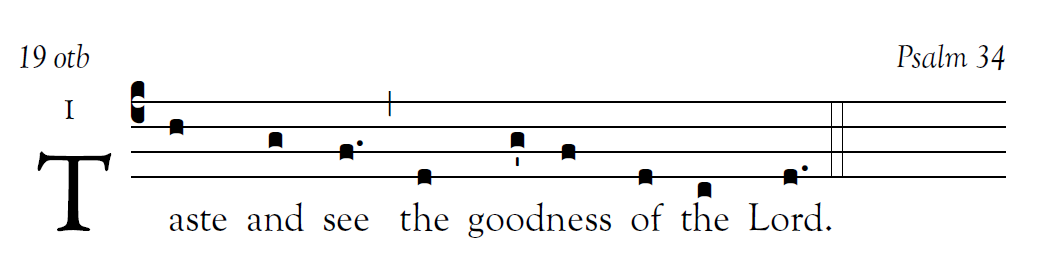 19 otb Psalm 34
I
Taste and see the goodness of the Lord.